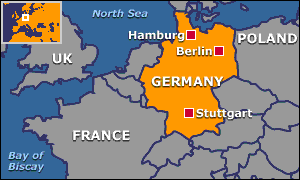 North Sea
Hamburg
POLAND
Berlin
UK
GERMANY
Stuttgart
FRANCE
Bay of
Biscay